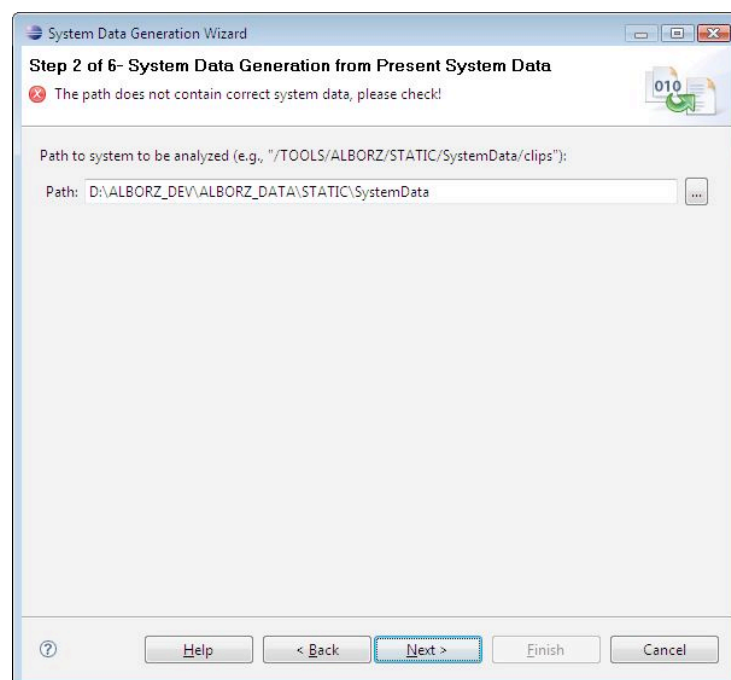 System Data Generation Wizard
Step 2 of 6- System Data Generation from Present System Data
The path does not contain correct system data, please check!
010
Path to system to be analyzed (e.g., "/TOOLS/ALBORZ/STATIC/SystemData/clips"):
Path: D:\ALBORZ_DEV\ALBORZ_DATA\STATIC\SystemData ...
? Help < Back Next > Finish Cancel